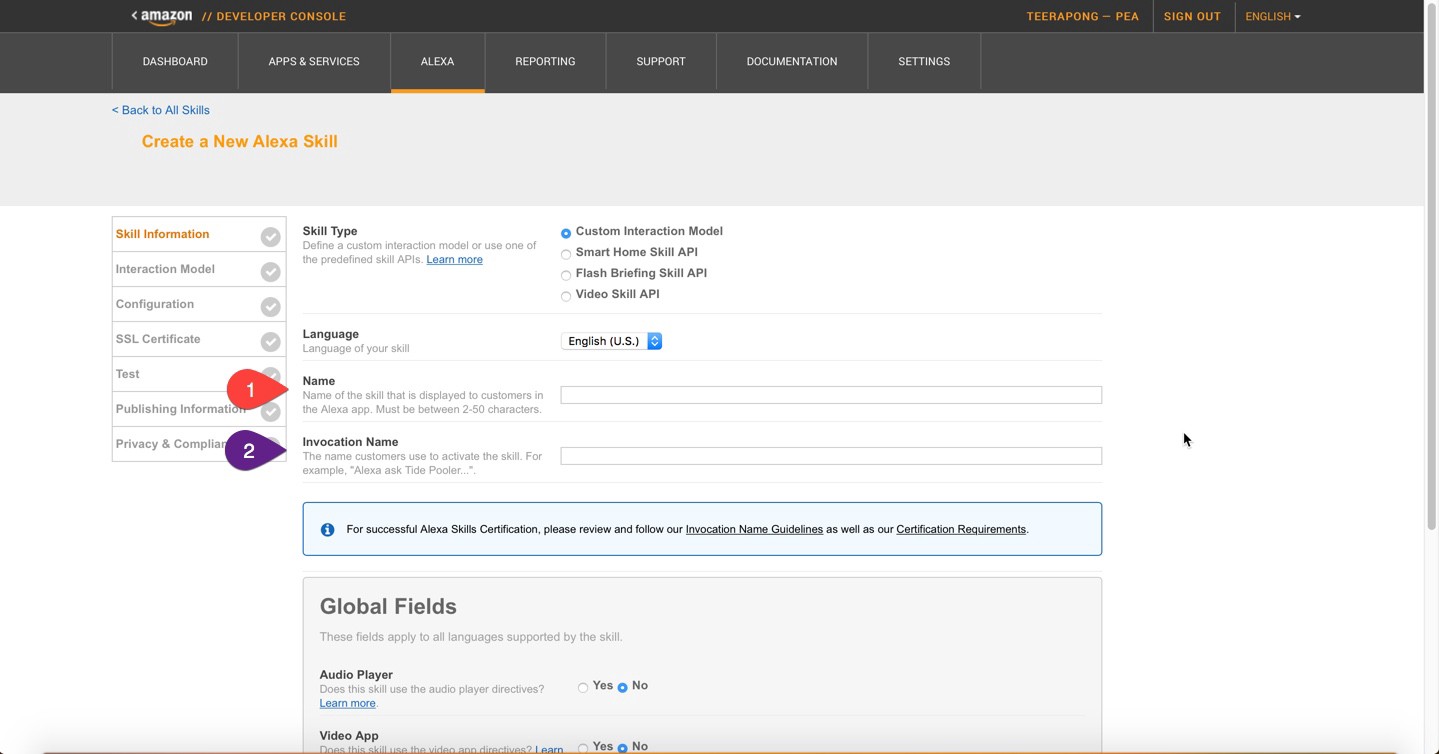 < amazon // DEVELOPER CONSOLE TEERAPONG — PEA SIGN OUT ENGLISH
DASHBOARD APPS & SERVICES ALEXA REPORTING SUPPORT DOCUMENTATION SETTINGS
< Back to All Skills
Create a New Alexa Skill
Skill Information
Interaction Model
Configuration
SSL Certificate
Test
1
Publishing Information
Privacy &
2
Skill Type
Define a custom interaction model or use one of
the predefined skill APIs. Learn more
Custom Interaction Model
Smart Home Skill API
Flash Briefing Skill API
Video Skill API
Language
Language of your skill
English (U.S.)
Name
Name of the skill that is displayed to customers in
the Alexa app. Must be between 2-50 characters.
Invocation Name
The name customers use to activate the skill. For
example, "Alexa ask Tide Pooler...".
For successful Alexa Skills Certification, please review and follow our Invocation Name Guidelines as well as our Certification Requirements.
Global Fields
These fields apply to all languages supported by the skill.
Audio Player
Does this skill use the audio player directives?
Learn more.
Yes No
Video App
Does this skill use the video app directives? Learn
Yes No